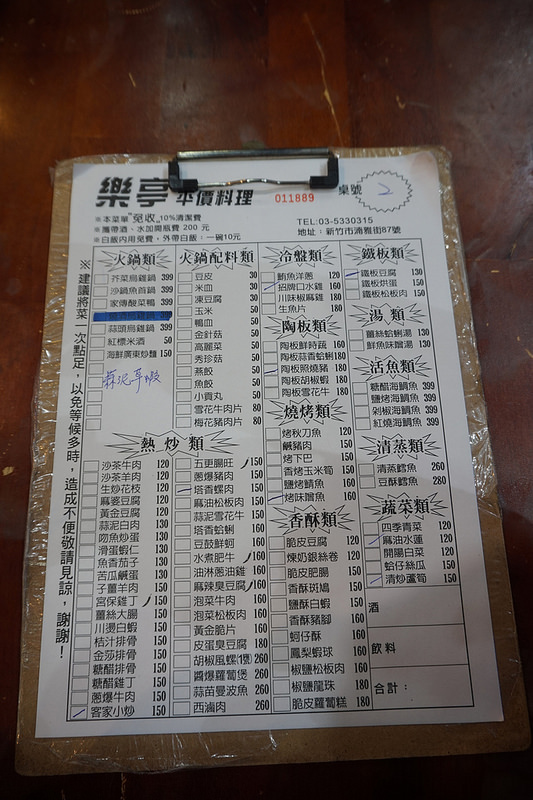 樂亭 平價料理
011889
桌號
2
※本菜單"免收"10%清潔費
※攜帶酒、水加開瓶費 200 元
※白飯內用免費，外帶白飯：一碗10元
TEL:03-5330315
地址：新竹市湳雅街87號
※建議將菜一次點足，以免等候多時，造成不便敬請見諒，謝謝！
火鍋類
芥菜烏雞鍋 399
沙鍋魚首鍋 399
家傳酸菜鴨 399
蒜頭烏雞鍋 399
紅標米酒 50
海鮮廣東炒麵 150
火鍋配料類
豆皮 30
米血 30
凍豆腐 30
玉米 50
鴨血 50
金針菇 50
高麗菜 50
秀珍菇 50
燕餃 50
魚餃 50
小貢丸 50
雪花牛肉片 80
梅花豬肉片 80
冷盤類
鮪魚洋蔥 120
招牌口水雞 160
川味椒麻雞 180
生魚片 180
陶板類
陶板鮮時蔬 160
陶板蒜香蛤蜊 180
陶板照燒豬 180
陶板胡椒蝦 180
陶板雪花牛 180
燒烤類
烤秋刀魚 120
鹹豬肉 150
烤下巴 150
香烤玉米筍 150
鹽烤鯖魚 160
烤味噌魚 160
香酥類
脆皮豆腐 120
煉奶銀絲卷 120
脆皮肥腸 150
香酥斑鳩 150
鹽酥白蝦 150
香酥豬腳 160
蚵仔酥 160
鳳梨蝦球 160
椒鹽松板肉 160
椒鹽龍珠 180
脆皮蘿蔔糕 180
鐵板類
鐵板豆腐 130
鐵板烘蛋 150
鐵板松板肉 150
湯類
薑絲蛤蜊湯 130
鮮魚味噌湯 130
活魚類
糖醋海鱺魚 399
鹽烤海鱺魚 399
剁椒海鱺魚 399
紅燒海鱺魚 399
清蒸類
清蒸鱈魚 260
豆酥鱈魚 280
蔬菜類
四季青菜 120
麻油水蓮 120
開陽白菜 120
蛤仔絲瓜 150
清炒蘆筍 150
酒
飲料
合計：
熱炒類
沙茶牛肉 120
沙茶羊肉 120
生炒花枝 120
麻婆豆腐 120
黃金豆腐 120
蒜泥白肉 130
吻魚炒蛋 130
滑蛋蝦仁 130
魚香茄子 130
苦瓜鹹蛋 130
子薑羊肉 150
宮保雞丁 150
薑絲大腸 150
川燙白蝦 150
桔汁排骨 150
金莎排骨 150
糖醋排骨 150
糖醋雞丁 150
蔥爆牛肉 150
客家小炒 150
五更腸旺 150
蔥爆豬肉 150
塔香螺肉 150
麻油松板肉 150
蒜泥雪花牛 150
塔香蛤蜊 160
豆鼓鮮蚵 160
水煮肥牛 160
油淋蔥油雞 160
麻辣臭豆腐 160
泡菜牛肉 160
泡菜松板肉 160
黃金脆片 160
皮蛋臭豆腐 180
胡椒風螺(1隻) 260
醬爆蘿蔔煲 260
蒜苗曼波魚 260
西滷肉 260